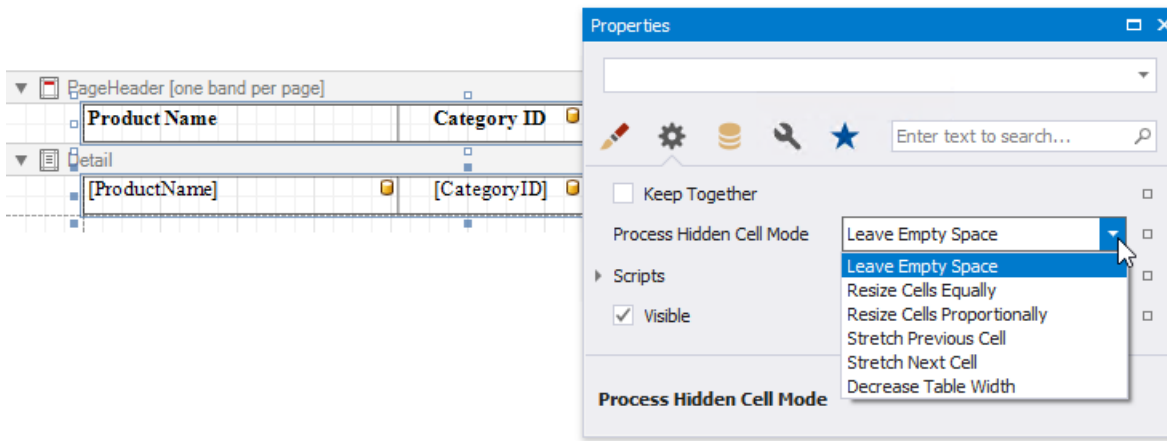 Properties
PageHeader [one band per page]
Product Name
Category ID
Detail
[ProductName]
[CategoryID]
Enter text to search...
Keep Together
Process Hidden Cell Mode
Leave Empty Space
Leave Empty Space
Scripts
Resize Cells Equally
Visible
Resize Cells Proportionally
Stretch Previous Cell
Stretch Next Cell
Decrease Table Width
Process Hidden Cell Mode